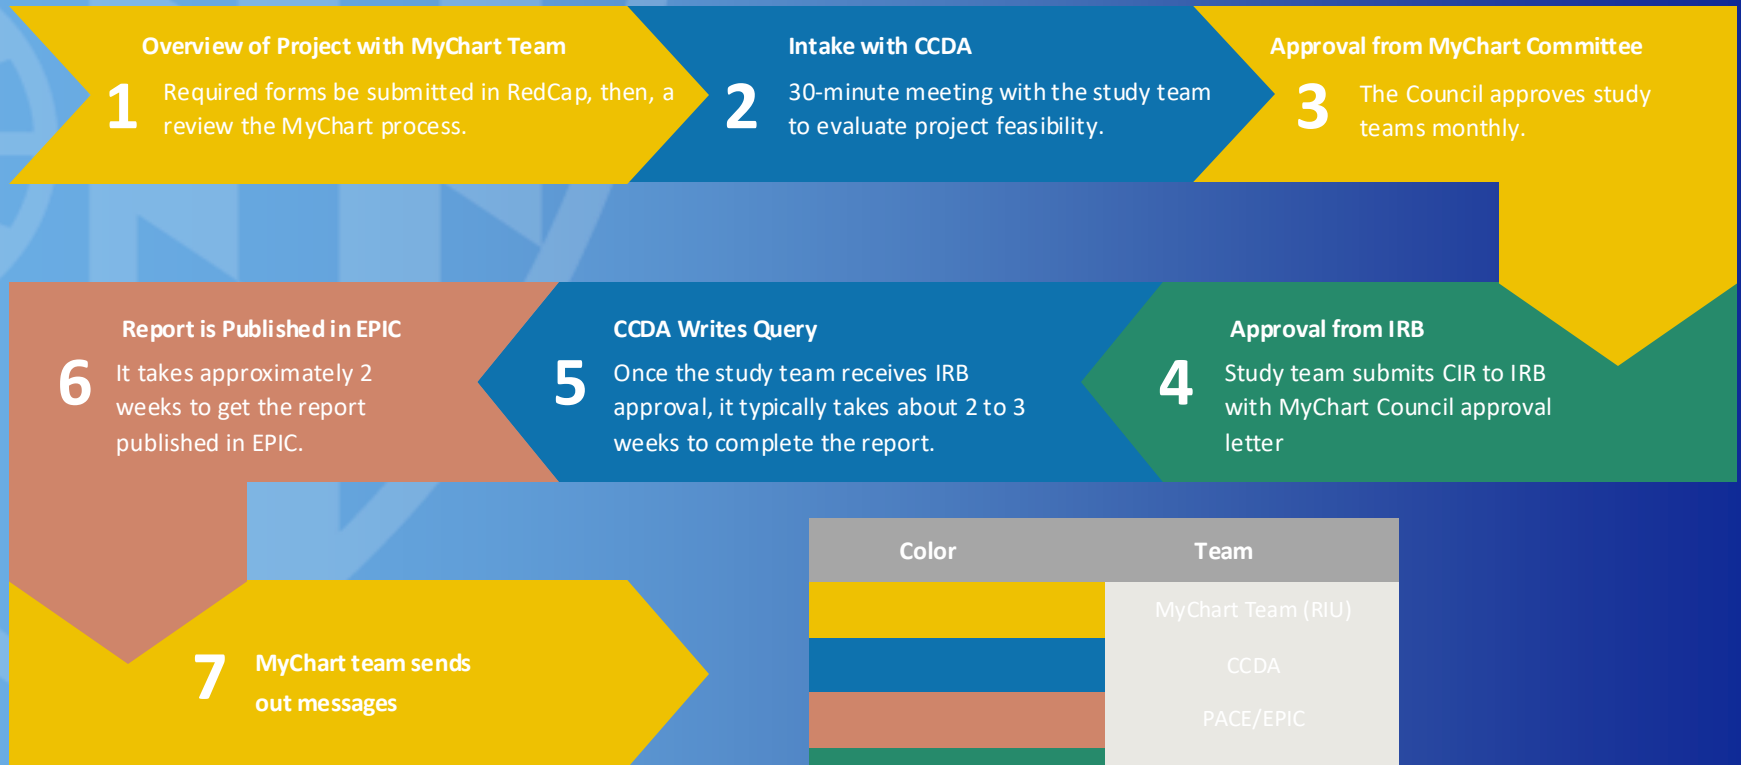 Overview of Project with MyChart Team
1
Required forms be submitted in RedCap, then, a
review the MyChart process.
Intake with CCDA
2
30-minute meeting with the study team
to evaluate project feasibility.
Approval from MyChart Committee
3
The Council approves study
teams monthly.
Approval from IRB
4
Study team submits CIR to IRB
with MyChart Council approval
letter
CCDA Writes Query
5
Once the study team receives IRB
approval, it typically takes about 2 to 3
weeks to complete the report.
Report is Published in EPIC
6
It takes approximately 2
weeks to get the report
published in EPIC.
7
MyChart team sends
out messages
Color Team
MyChart Team (RIU)
CCDA
PACE/EPIC